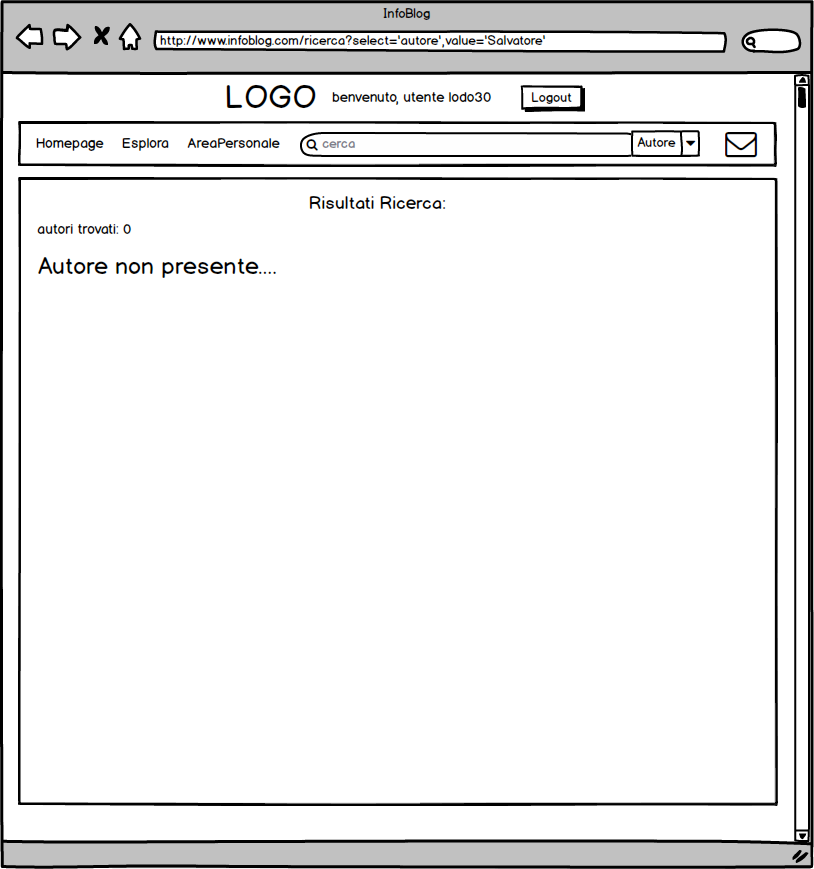 InfoBlog
http://www.infoblog.com/ricerca?select='autore',value='Salvatore'
LOGO benvenuto, utente lodo30 Logout
Homepage Esplora AreaPersonale cerca Autore
Risultati Ricerca:
autori trovati: 0
Autore non presente....